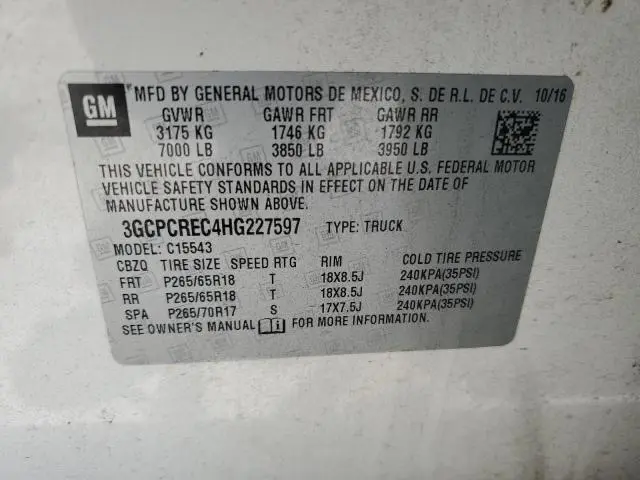 GM
MFD BY GENERAL MOTORS DE MEXICO, S. DE R.L. DE C.V. 10/16
GVWR GAWR FRT GAWR RR
3175 KG 1746 KG 1792 KG
7000 LB 3850 LB 3950 LB
THIS VEHICLE CONFORMS TO ALL APPLICABLE U.S. FEDERAL MOTOR
VEHICLE SAFETY STANDARDS IN EFFECT ON THE DATE OF
MANUFACTURE SHOWN ABOVE.
3GCPCREC4HG227597 TYPE: TRUCK
MODEL: C15543
CBZQ TIRE SIZE SPEED RTG RIM COLD TIRE PRESSURE
FRT P265/65R18 T 18X8.5J 240KPA(35PSI)
RR P265/65R18 T 18X8.5J 240KPA(35PSI)
SPA P265/70R17 S 17X7.5J 240KPA(35PSI)
SEE OWNER'S MANUAL FOR MORE INFORMATION.